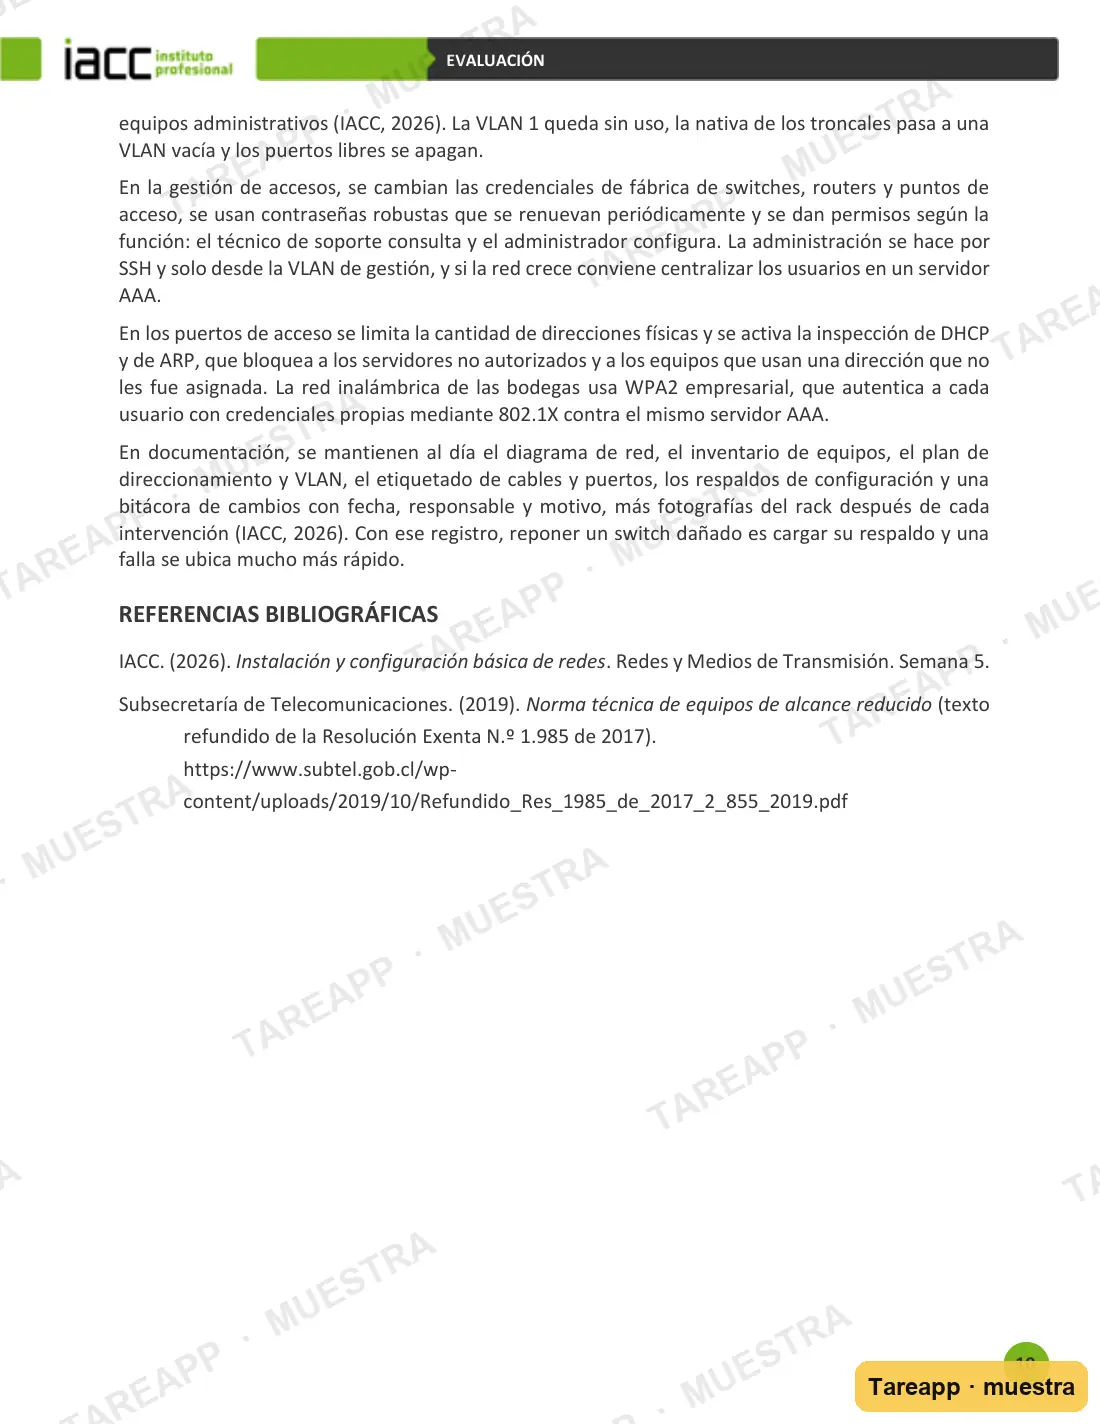 iacc instituto profesional
EVALUACIÓN
equipos administrativos (IACC, 2026). La VLAN 1 queda sin uso, la nativa de los troncales pasa a una
VLAN vacía y los puertos libres se apagan.
En la gestión de accesos, se cambian las credenciales de fábrica de switches, routers y puntos de
acceso, se usan contraseñas robustas que se renuevan periódicamente y se dan permisos según la
función: el técnico de soporte consulta y el administrador configura. La administración se hace por
SSH y solo desde la VLAN de gestión, y si la red crece conviene centralizar los usuarios en un servidor
AAA.
En los puertos de acceso se limita la cantidad de direcciones físicas y se activa la inspección de DHCP
y de ARP, que bloquea a los servidores no autorizados y a los equipos que usan una dirección que no
les fue asignada. La red inalámbrica de las bodegas usa WPA2 empresarial, que autentica a cada
usuario con credenciales propias mediante 802.1X contra el mismo servidor AAA.
En documentación, se mantienen al día el diagrama de red, el inventario de equipos, el plan de
direccionamiento y VLAN, el etiquetado de cables y puertos, los respaldos de configuración y una
bitácora de cambios con fecha, responsable y motivo, más fotografías del rack después de cada
intervención (IACC, 2026). Con ese registro, reponer un switch dañado es cargar su respaldo y una
falla se ubica mucho más rápido.
REFERENCIAS BIBLIOGRÁFICAS
IACC. (2026). Instalación y configuración básica de redes. Redes y Medios de Transmisión. Semana 5.
Subsecretaría de Telecomunicaciones. (2019). Norma técnica de equipos de alcance reducido (texto
refundido de la Resolución Exenta N.º 1.985 de 2017).
https://www.subtel.gob.cl/wp-
content/uploads/2019/10/Refundido_Res_1985_de_2017_2_855_2019.pdf
TAREAPP · MUESTRA
Tareapp · muestra